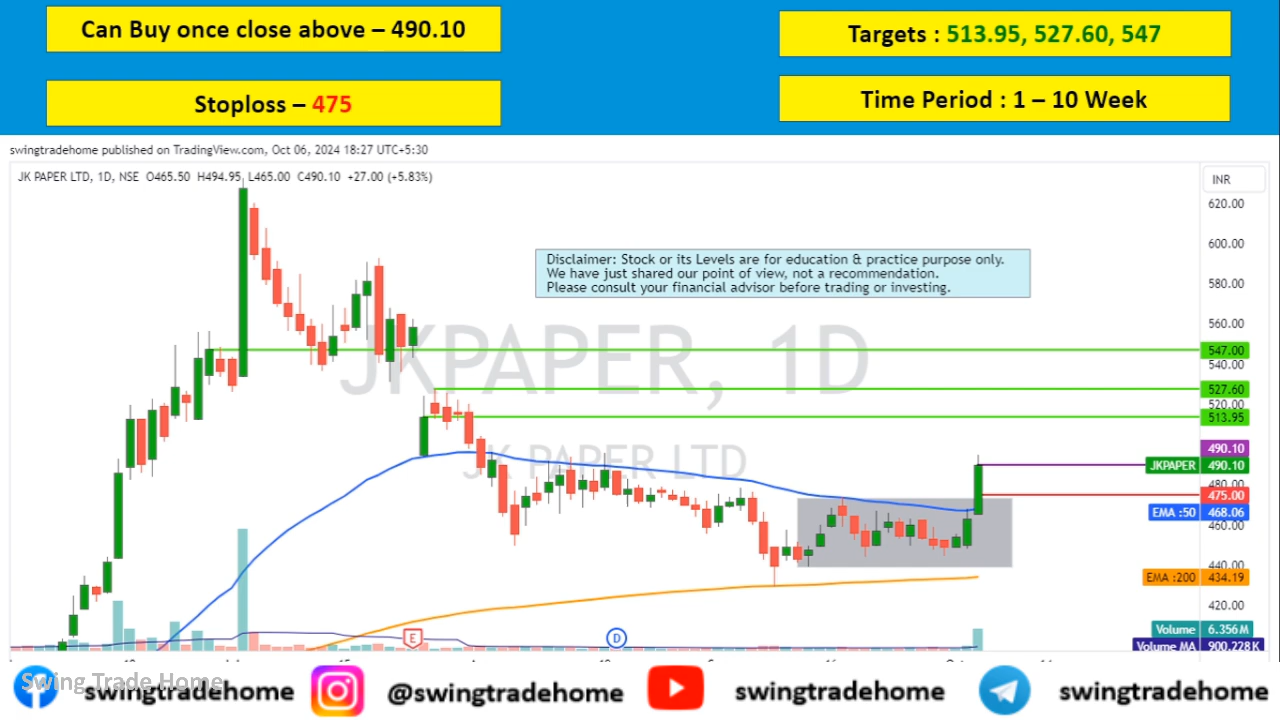 Can Buy once close above – 490.10
Targets : 513.95, 527.60, 547
Stoploss – 475
Time Period : 1 – 10 Week
swingtradehome published on TradingView.com, Oct 06, 2024 18:27 UTC+5:30
JK PAPER LTD, 1D, NSE O465.50 H494.95 L465.00 C490.10 +27.00 (+5.83%)
INR
620.00
600.00
Disclaimer: Stock or its Levels are for education & practice purpose only.
We have just shared our point of view, not a recommendation.
Please consult your financial advisor before trading or investing.
580.00
560.00
JKPAPER, 1D
547.00
540.00
527.60
520.00
513.95
JK PAPER LTD
490.10
JKPAPER 490.10
480.00
475.00
EMA :50 468.06
460.00
440.00
EMA :200 434.19
420.00
E
D
Volume 6.356M
Volume MA 900.228K
Swing Trade Home
swingtradehome
@swingtradehome
swingtradehome
swingtradehome